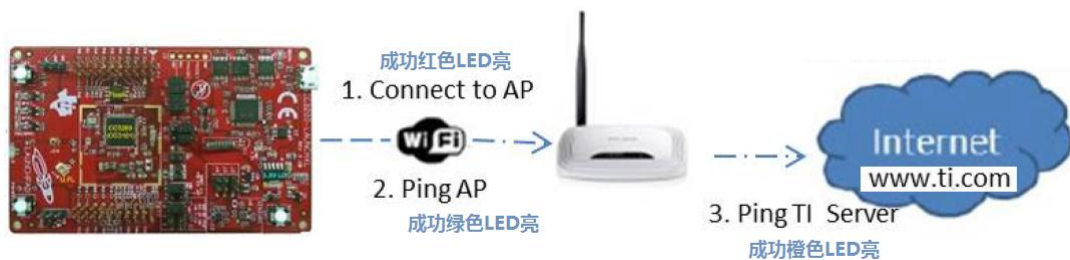 成功红色LED亮
1. Connect to AP
Wi Fi
2. Ping AP
成功绿色LED亮
Internet
www.ti.com
3. Ping TI Server
成功橙色LED亮